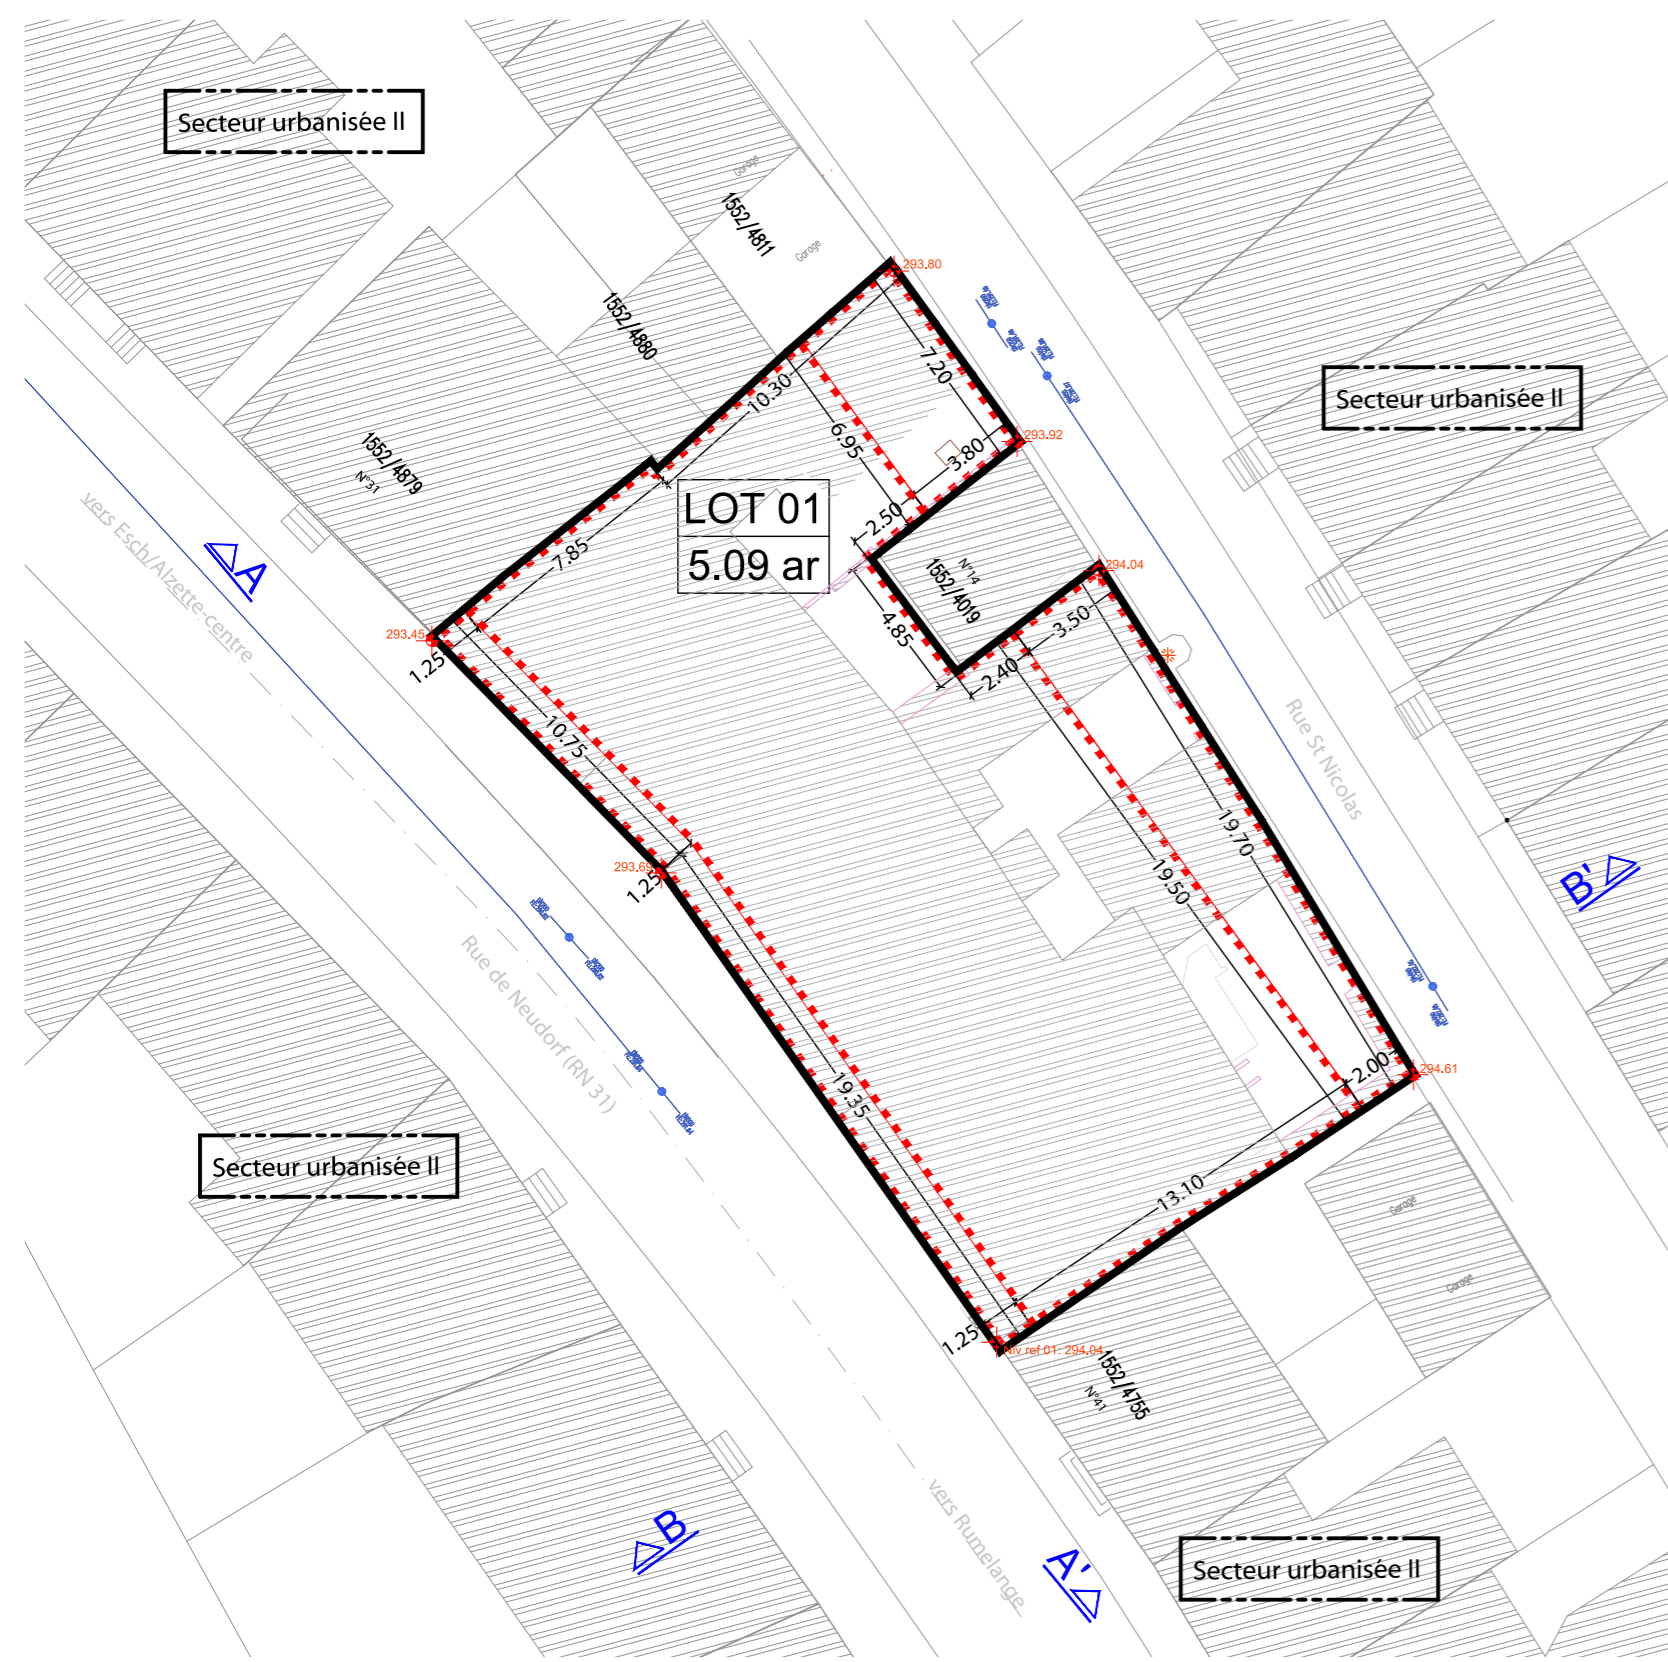 Secteur urbanisée II
Garage
1552/4811
Garage
293.80
1552/4880
7.20
Secteur urbanisée II
10.30
6.95
293.92
3.80
1552/4879
N°31
LOT 01
5.09 ar
2.50
7.85
N°14
1552/4019
294.04
vers Esch/Alzette-centre
A
4.85
3.50
293.45
1.25
2.40
10.75
Rue St Nicolas
19.70
293.69
1.25
19.50
B'
Rue de Neudorf (RN 31)
19.35
2.00
294.61
Secteur urbanisée II
13.10
Garage
Garage
1.25
Niv ref 01: 294.04
1552/4755
N°41
vers Rumelange
B
A'
Secteur urbanisée II